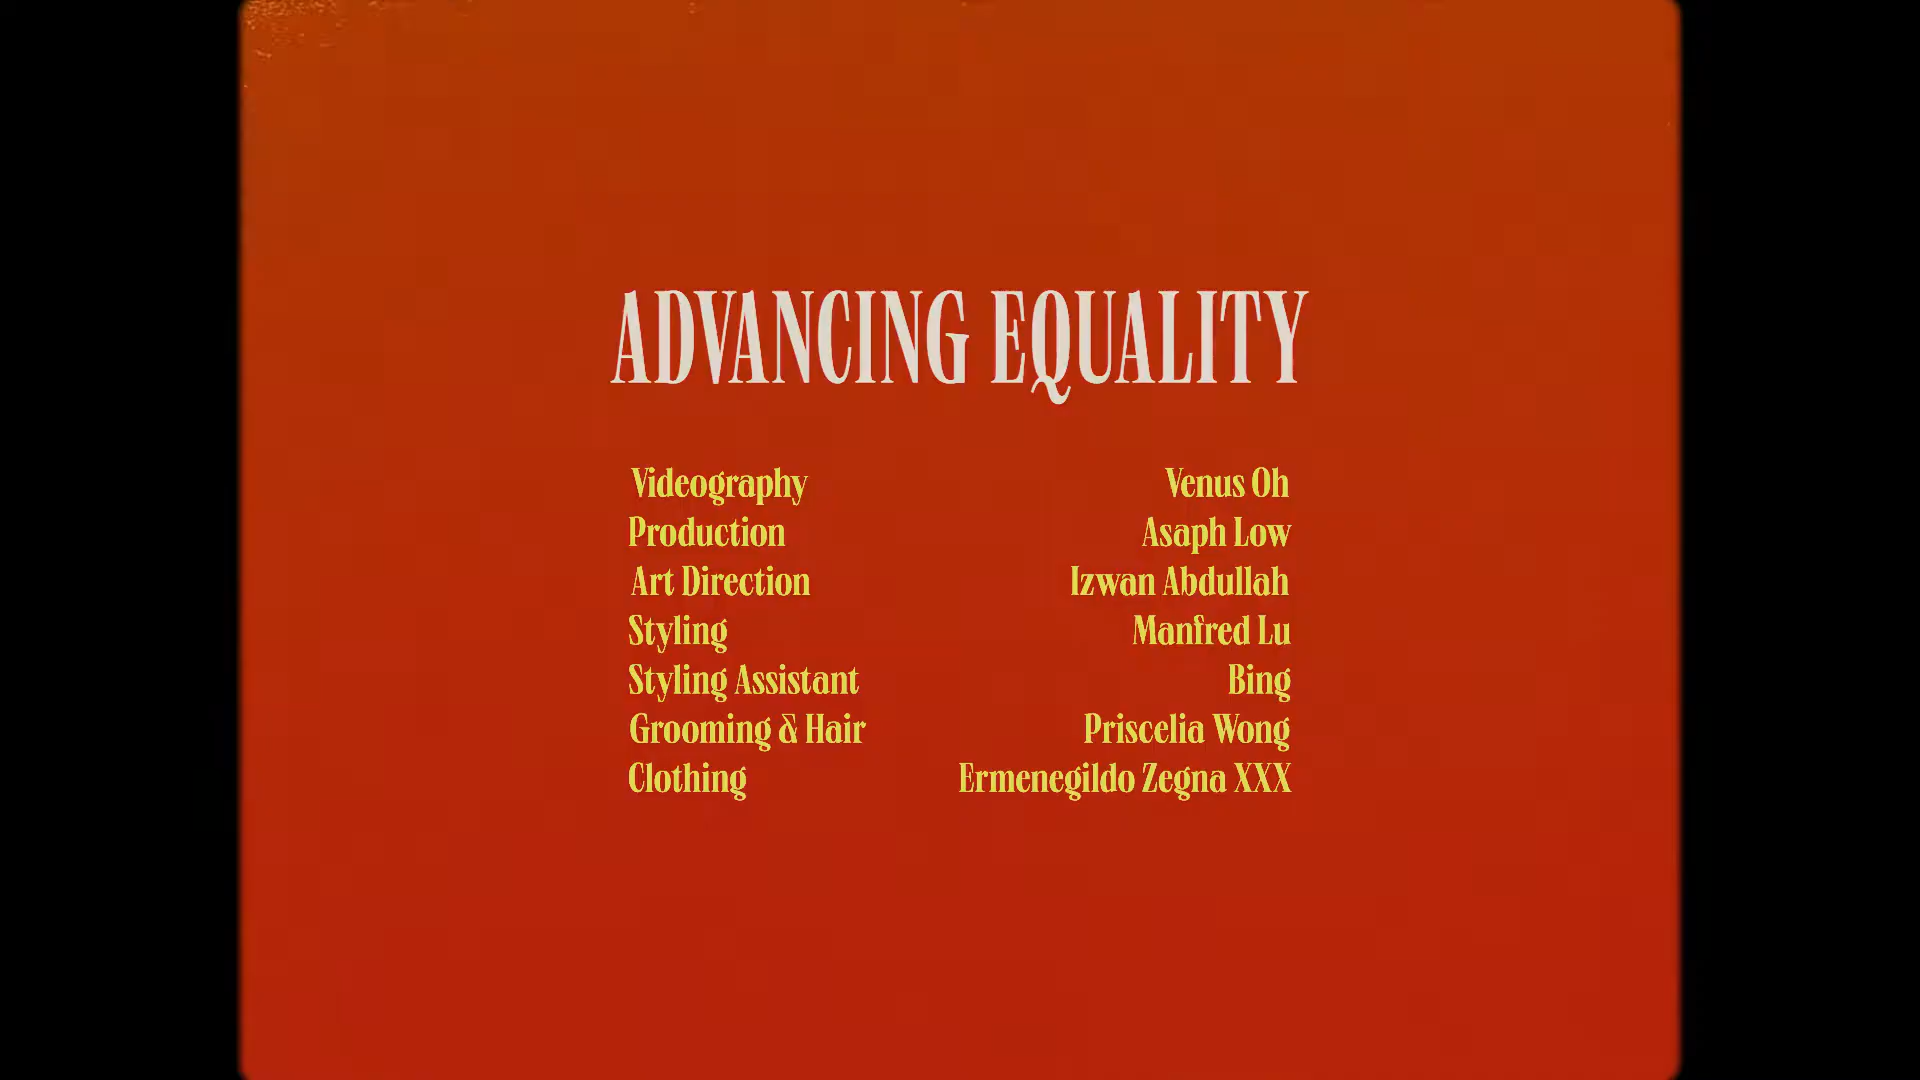 ADVANCING EQUALITY
Videography Venus Oh
Production Asaph Low
Art Direction Izwan Abdullah
Styling Manfred Lu
Styling Assistant Bing
Grooming & Hair Priscelia Wong
Clothing Ermenegildo Zegna XXX